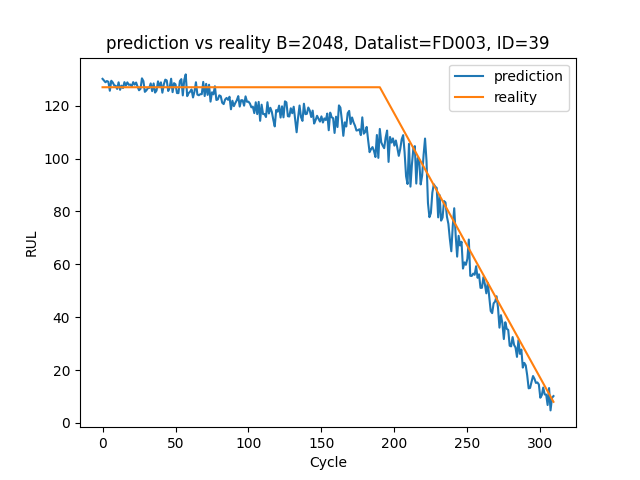 prediction vs reality B=2048, Datalist=FD003, ID=39
prediction
reality
RUL
120
100
80
60
40
20
0
0 50 100 150 200 250 300
Cycle